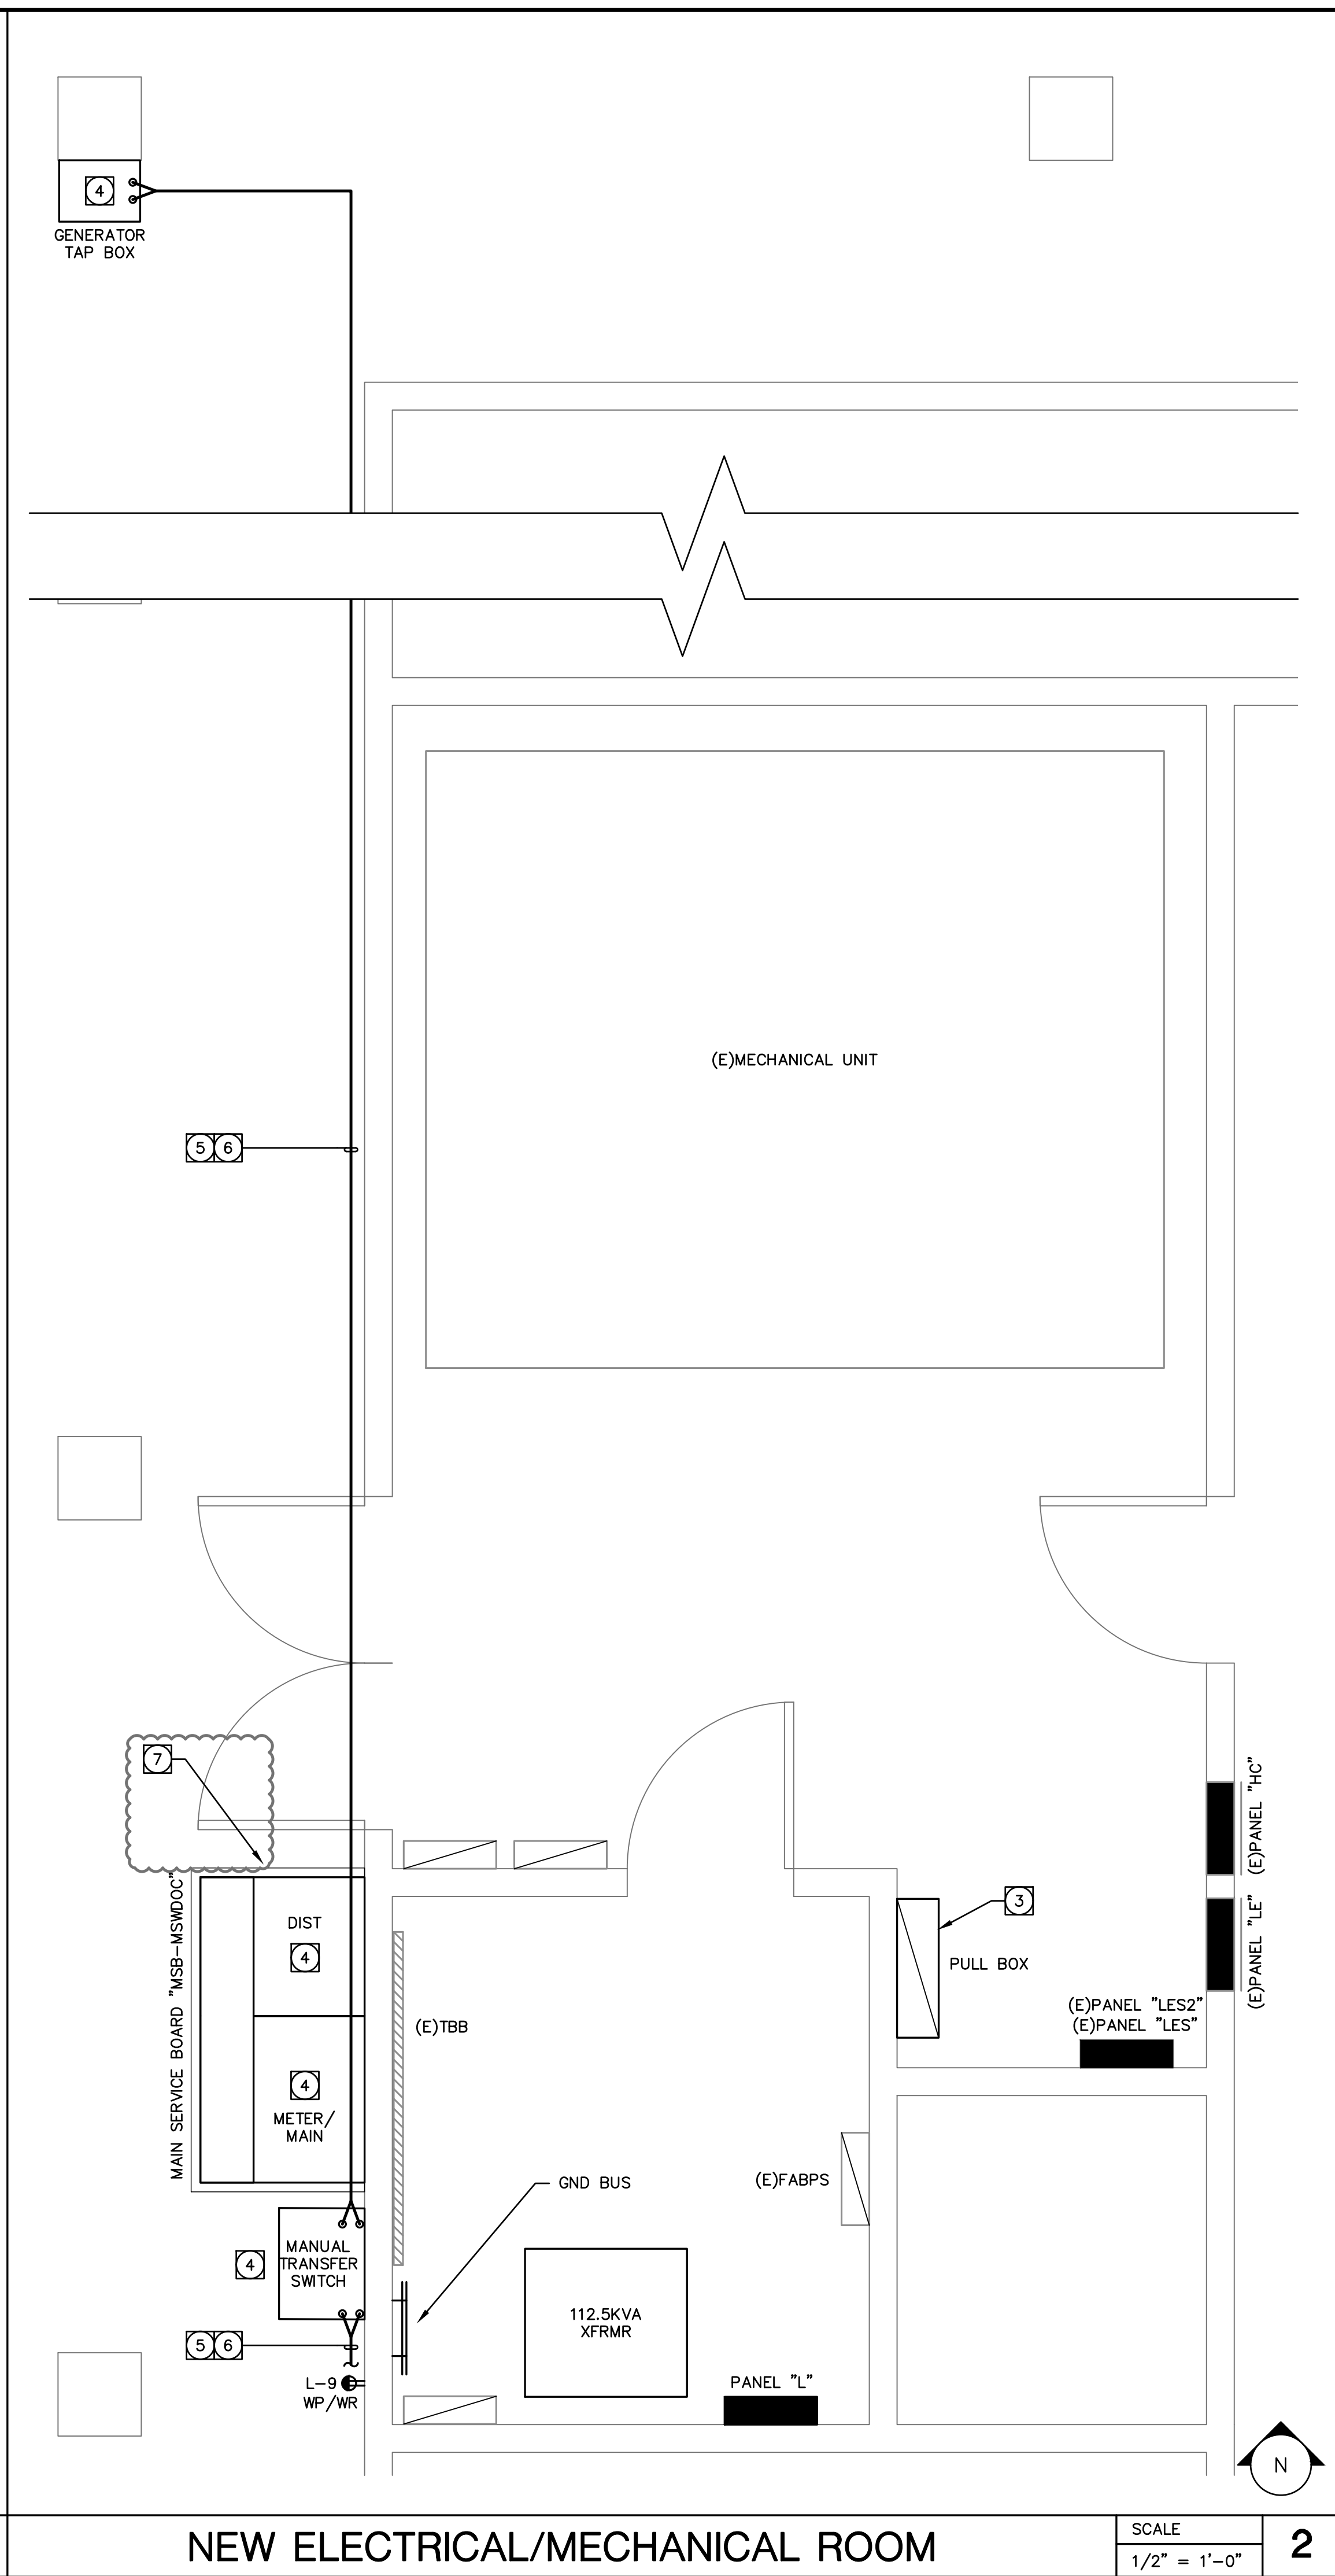 4
GENERATOR
TAP BOX
(E)MECHANICAL UNIT
5 6
7
MAIN SERVICE BOARD "MSB-MSWDOC"
DIST
4
4
METER/
MAIN
(E)TBB
3
PULL BOX
(E)PANEL "HC"
(E)PANEL "LE"
(E)PANEL "LES2"
(E)PANEL "LES"
GND BUS
(E)FABPS
4
MANUAL
TRANSFER
SWITCH
112.5KVA
XFRMR
5 6
L-9
WP/WR
PANEL "L"
N
NEW ELECTRICAL/MECHANICAL ROOM
SCALE
1/2" = 1'-0"
2